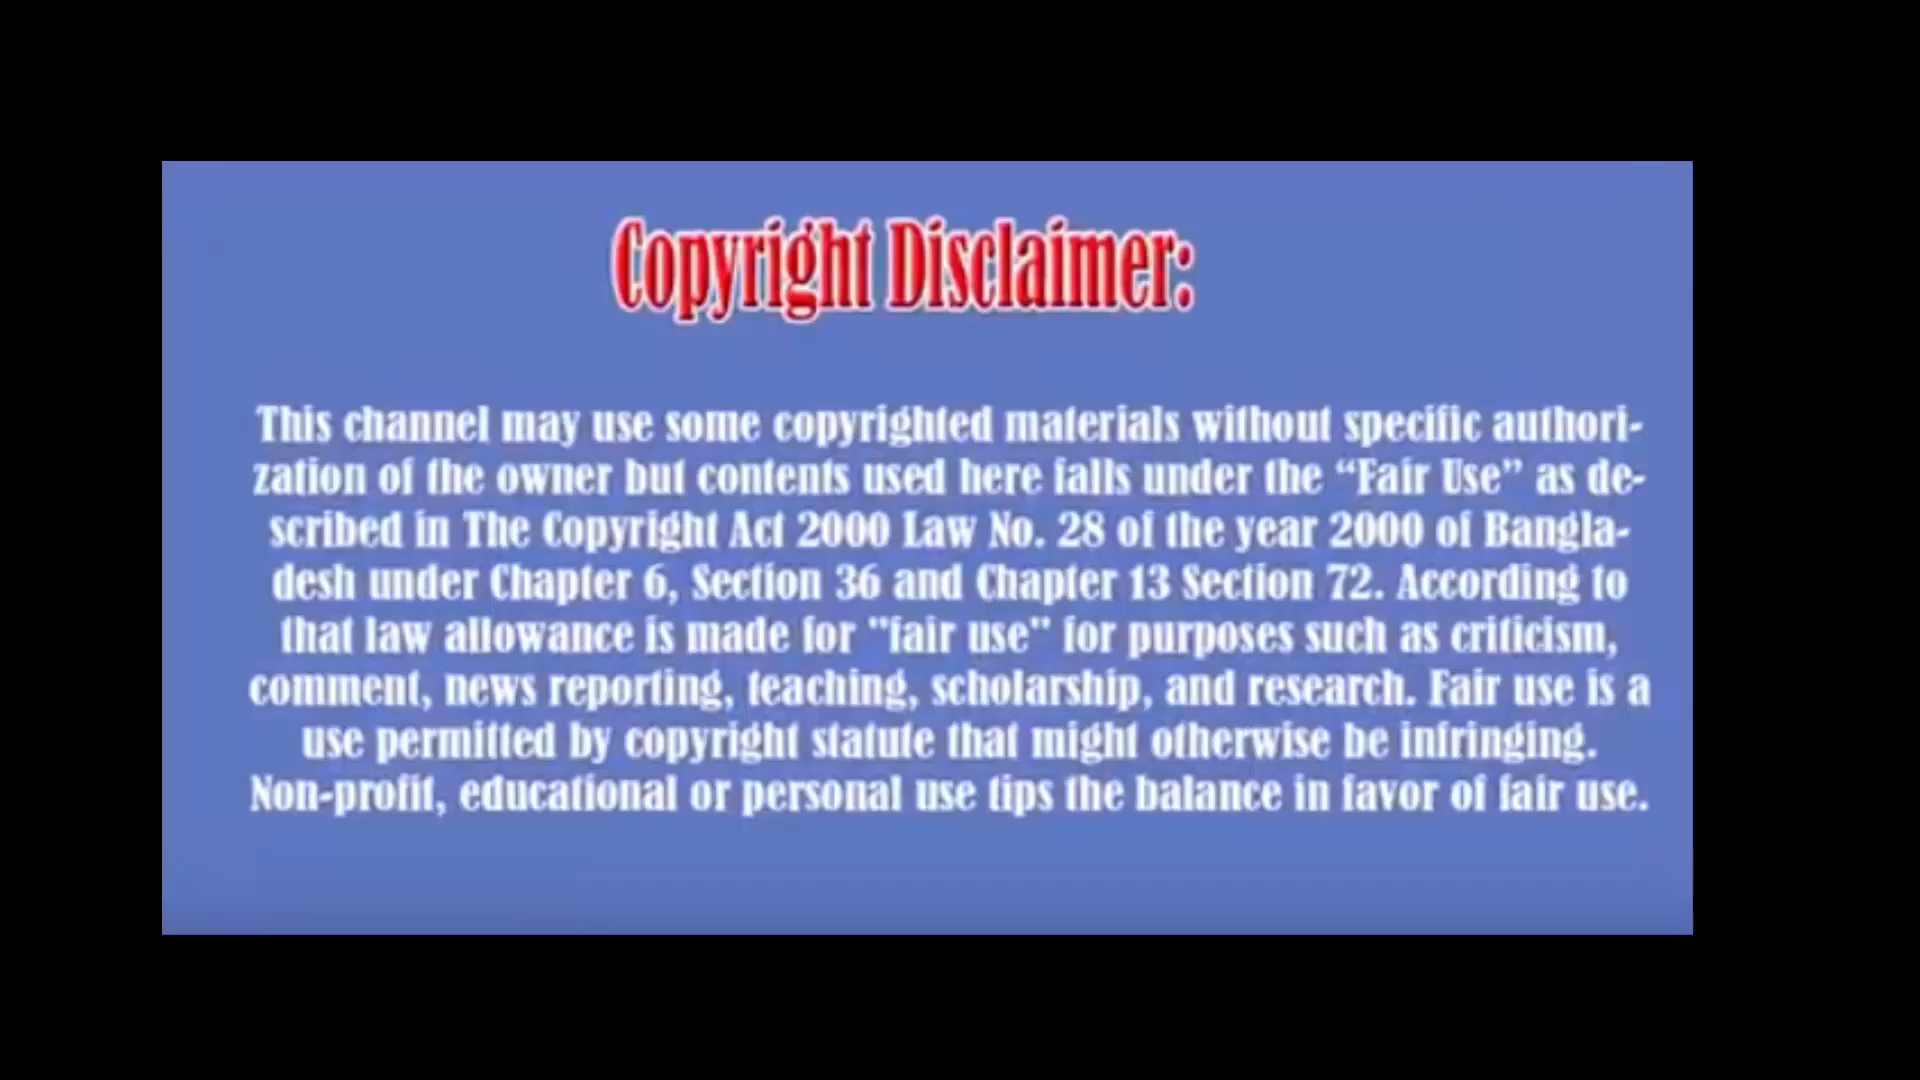 Copyright Disclaimer:
This channel may use some copyrighted materials without specific authori-
zation of the owner but contents used here falls under the “Fair Use” as de-
scribed in The Copyright Act 2000 Law No. 28 of the year 2000 of Bangla-
desh under Chapter 6, Section 36 and Chapter 13 Section 72. According to
that law allowance is made for "fair use" for purposes such as criticism,
comment, news reporting, teaching, scholarship, and research. Fair use is a
use permitted by copyright statute that might otherwise be infringing.
Non-profit, educational or personal use tips the balance in favor of fair use.